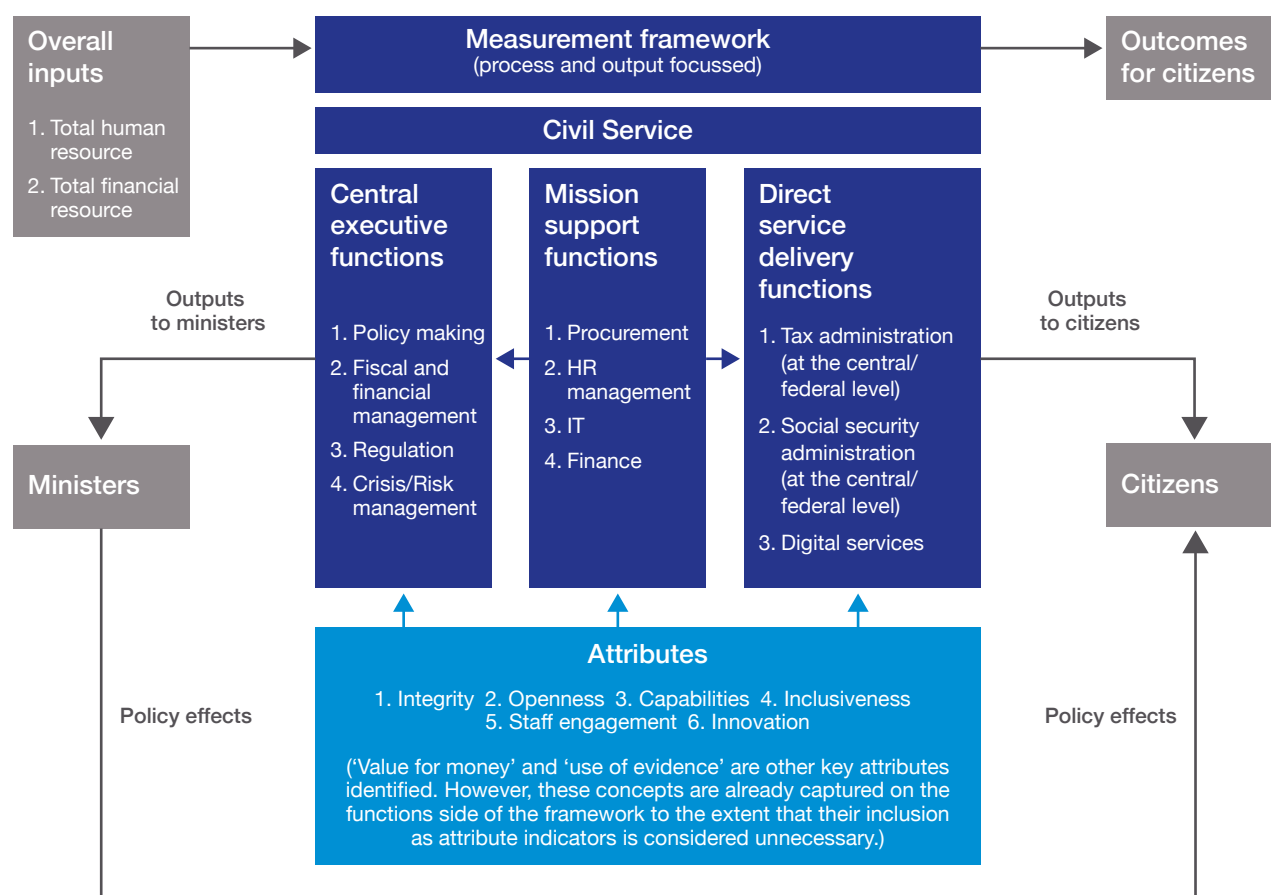 Overall
inputs
1. Total human
resource
2. Total financial
resource
Measurement framework
(process and output focussed)
Outcomes
for citizens
Civil Service
Central
executive
functions
1. Policy making
2. Fiscal and
financial
management
3. Regulation
4. Crisis/Risk
management
Mission
support
functions
1. Procurement
2. HR
management
3. IT
4. Finance
Direct
service
delivery
functions
1. Tax administration
(at the central/
federal level)
2. Social security
administration
(at the central/
federal level)
3. Digital services
Outputs
to ministers
Outputs
to citizens
Ministers
Citizens
Attributes
1. Integrity 2. Openness 3. Capabilities 4. Inclusiveness
5. Staff engagement 6. Innovation
(‘Value for money’ and ‘use of evidence’ are other key attributes
identified. However, these concepts are already captured on the
functions side of the framework to the extent that their inclusion
as attribute indicators is considered unnecessary.)
Policy effects
Policy effects